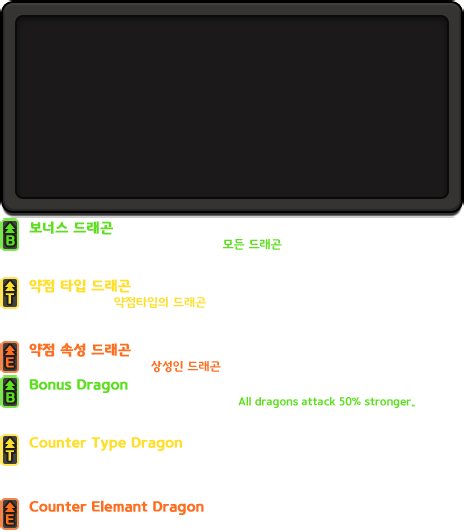 B
보너스 드래곤
모든 드래곤
T
약점 타입 드래곤
약점타입의 드래곤
E
약점 속성 드래곤
상성인 드래곤
B
Bonus Dragon
All dragons attack 50% stronger。
T
Counter Type Dragon
E
Counter Elemant Dragon